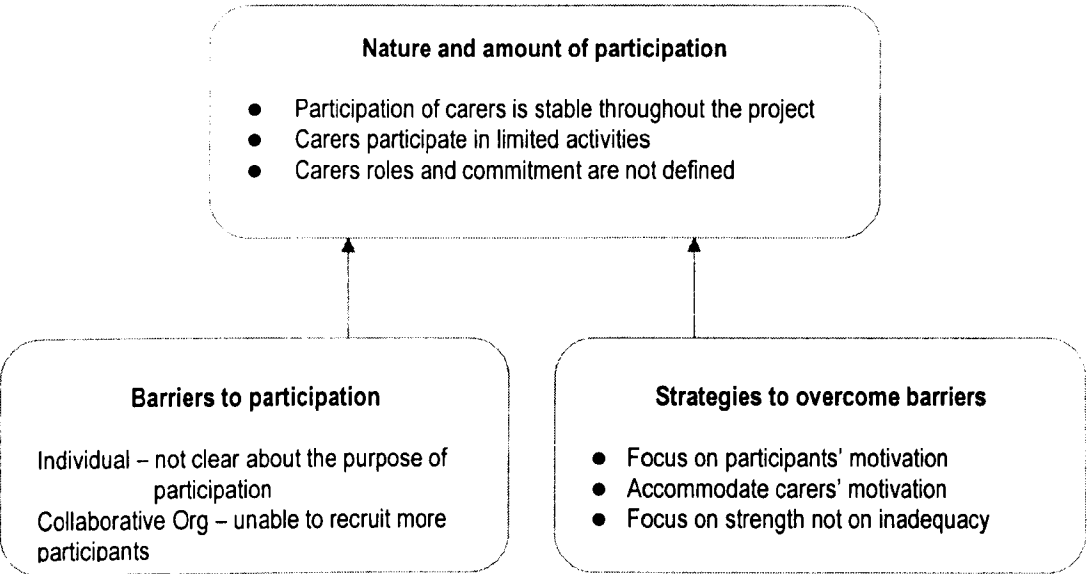 Nature and amount of participation
● Participation of carers is stable throughout the project
● Carers participate in limited activities
● Carers roles and commitment are not defined
Barriers to participation
Individual – not clear about the purpose of
participation
Collaborative Org – unable to recruit more
participants
Strategies to overcome barriers
● Focus on participants' motivation
● Accommodate carers' motivation
● Focus on strength not on inadequacy